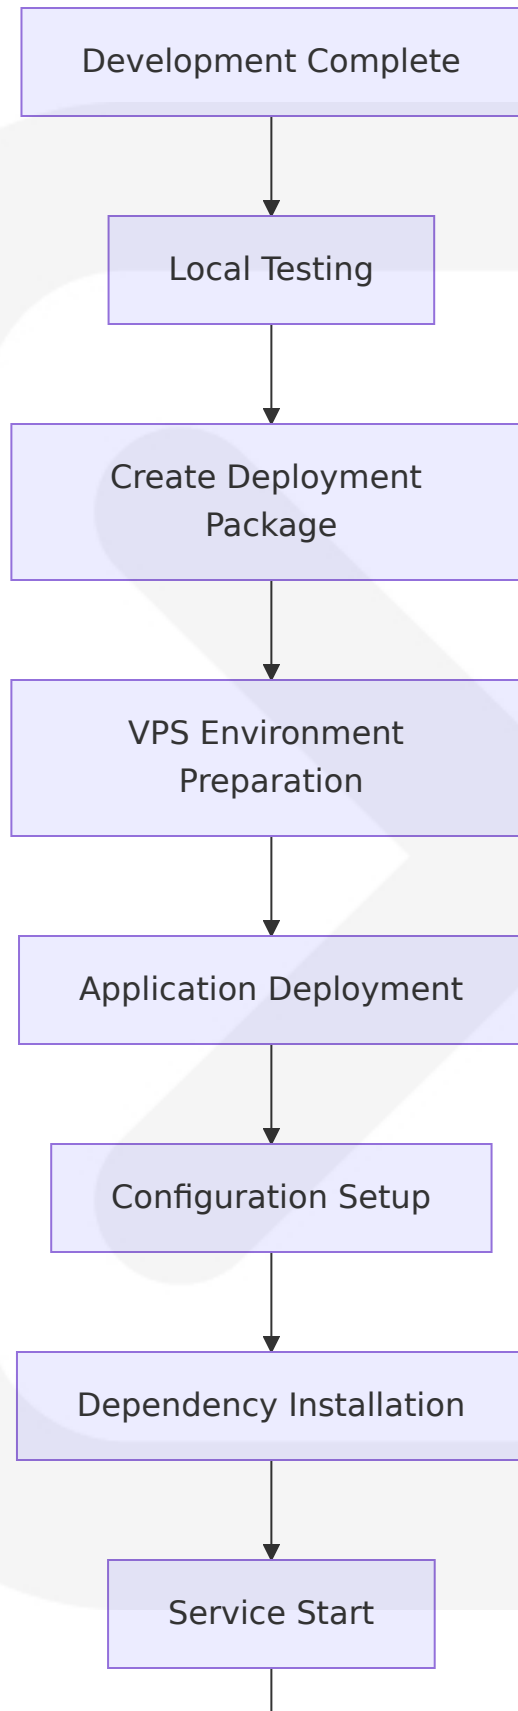 Development Complete
Local Testing
Create Deployment
Package
VPS Environment
Preparation
Application Deployment
Configuration Setup
Dependency Installation
Service Start